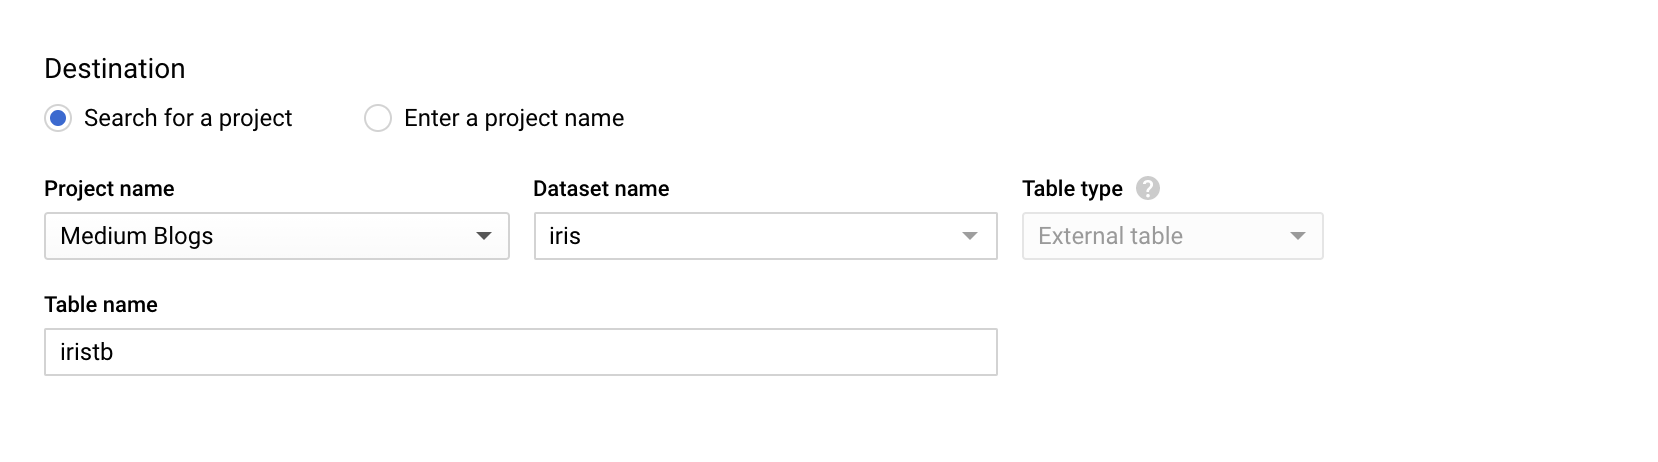 Destination
Search for a project Enter a project name
Project name Dataset name Table type ?
Medium Blogs iris External table
Table name
iristb